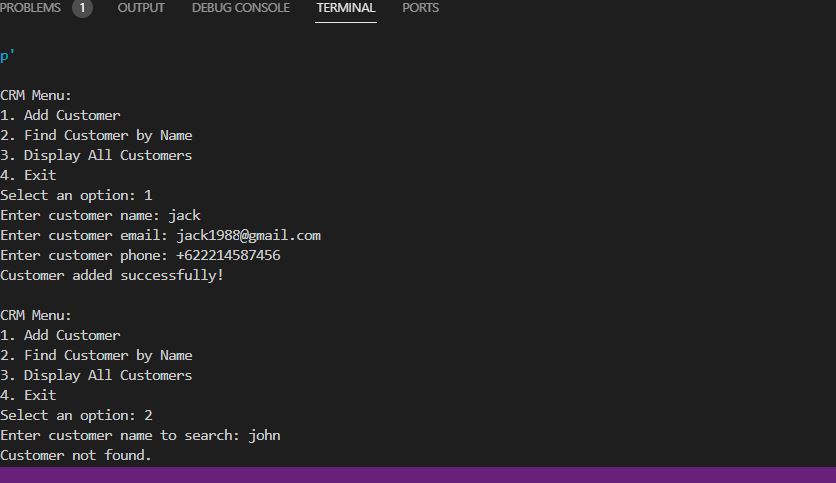 PROBLEMS 1 OUTPUT DEBUG CONSOLE TERMINAL PORTS
p'
CRM Menu:
1. Add Customer
2. Find Customer by Name
3. Display All Customers
4. Exit
Select an option: 1
Enter customer name: jack
Enter customer email: jack1988@gmail.com
Enter customer phone: +622214587456
Customer added successfully!
CRM Menu:
1. Add Customer
2. Find Customer by Name
3. Display All Customers
4. Exit
Select an option: 2
Enter customer name to search: john
Customer not found.